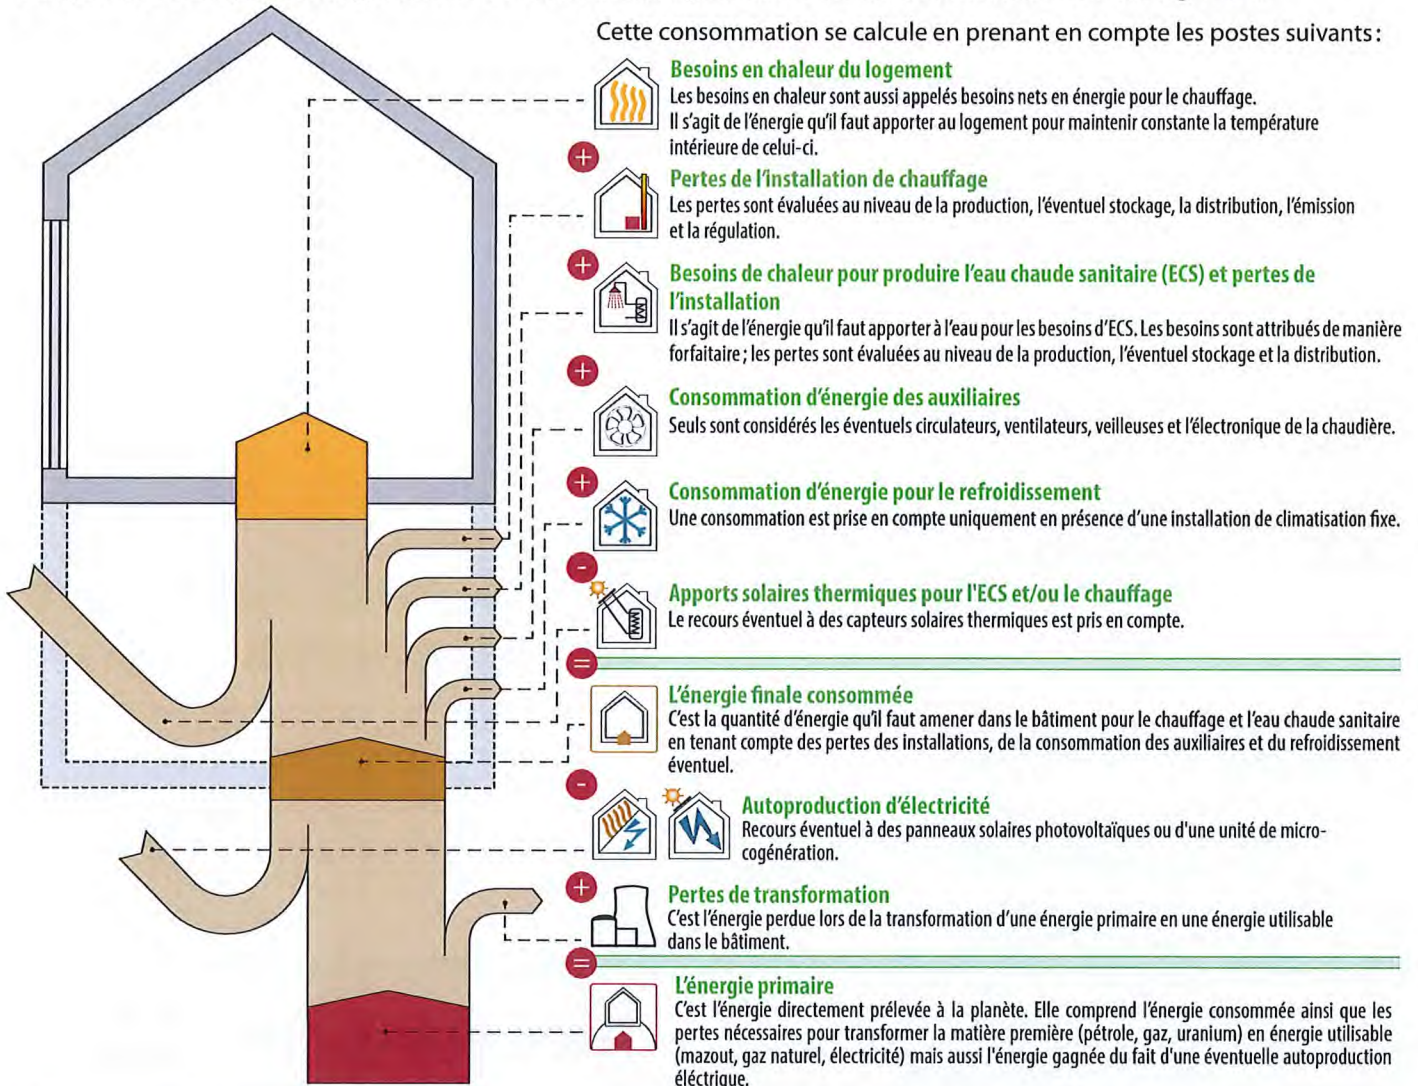 Cette consommation se calcule en prenant en compte les postes suivants :
Besoins en chaleur du logement
Les besoins en chaleur sont aussi appelés besoins nets en énergie pour le chauffage.
Il s'agit de l'énergie qu'il faut apporter au logement pour maintenir constante la température
intérieure de celui-ci.
+
Pertes de l'installation de chauffage
Les pertes sont évaluées au niveau de la production, l'éventuel stockage, la distribution, l'émission
et la régulation.
+
Besoins de chaleur pour produire l'eau chaude sanitaire (ECS) et pertes de
l'installation
Il s'agit de l'énergie qu'il faut apporter à l'eau pour les besoins d'ECS. Les besoins sont attribués de manière
forfaitaire ; les pertes sont évaluées au niveau de la production, l'éventuel stockage et la distribution.
+
Consommation d'énergie des auxiliaires
Seuls sont considérés les éventuels circulateurs, ventilateurs, veilleuses et l'électronique de la chaudière.
+
Consommation d'énergie pour le refroidissement
Une consommation est prise en compte uniquement en présence d'une installation de climatisation fixe.
-
Apports solaires thermiques pour l'ECS et/ou le chauffage
Le recours éventuel à des capteurs solaires thermiques est pris en compte.
=
L'énergie finale consommée
C'est la quantité d'énergie qu'il faut amener dans le bâtiment pour le chauffage et l'eau chaude sanitaire
en tenant compte des pertes des installations, de la consommation des auxiliaires et du refroidissement
éventuel.
-
Autoproduction d'électricité
Recours éventuel à des panneaux solaires photovoltaïques ou d'une unité de micro-
cogénération.
+
Pertes de transformation
C'est l'énergie perdue lors de la transformation d'une énergie primaire en une énergie utilisable
dans le bâtiment.
=
L'énergie primaire
C'est l'énergie directement prélevée à la planète. Elle comprend l'énergie consommée ainsi que les
pertes nécessaires pour transformer la matière première (pétrole, gaz, uranium) en énergie utilisable
(mazout, gaz naturel, électricité) mais aussi l'énergie gagnée du fait d'une éventuelle autoproduction
éléctrique.